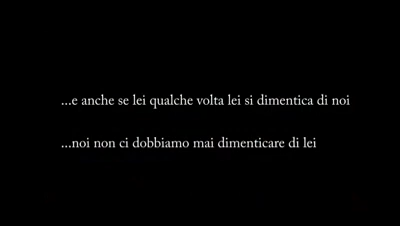 ...e anche se lei qualche volta lei si dimentica di noi
...noi non ci dobbiamo mai dimenticare di lei